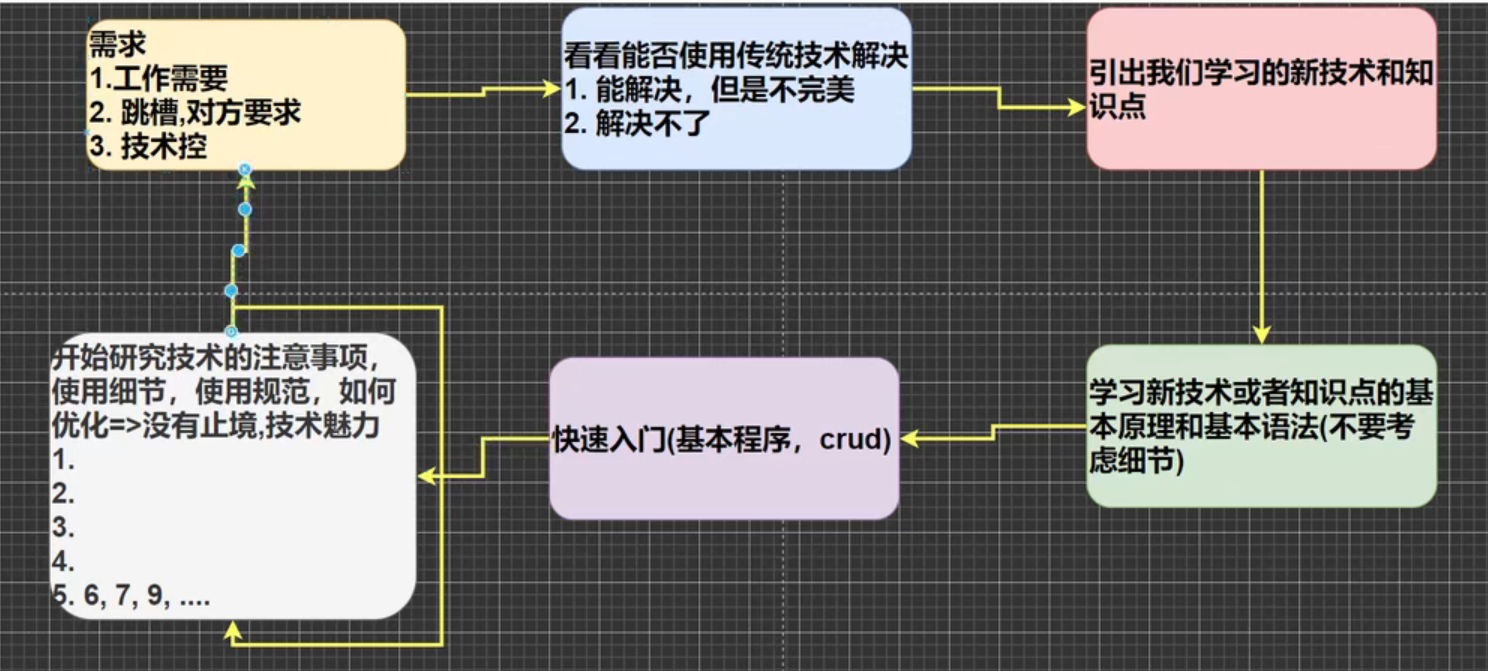 需求
1.工作需要
2. 跳槽,对方要求
3. 技术控
看看能否使用传统技术解决
1. 能解决，但是不完美
2. 解决不了
引出我们学习的新技术和知
识点
学习新技术或者知识点的基
本原理和基本语法(不要考
虑细节)
快速入门(基本程序，crud)
开始研究技术的注意事项，
使用细节，使用规范，如何
优化=>没有止境,技术魅力
1.
2.
3.
4.
5. 6, 7, 9, ....